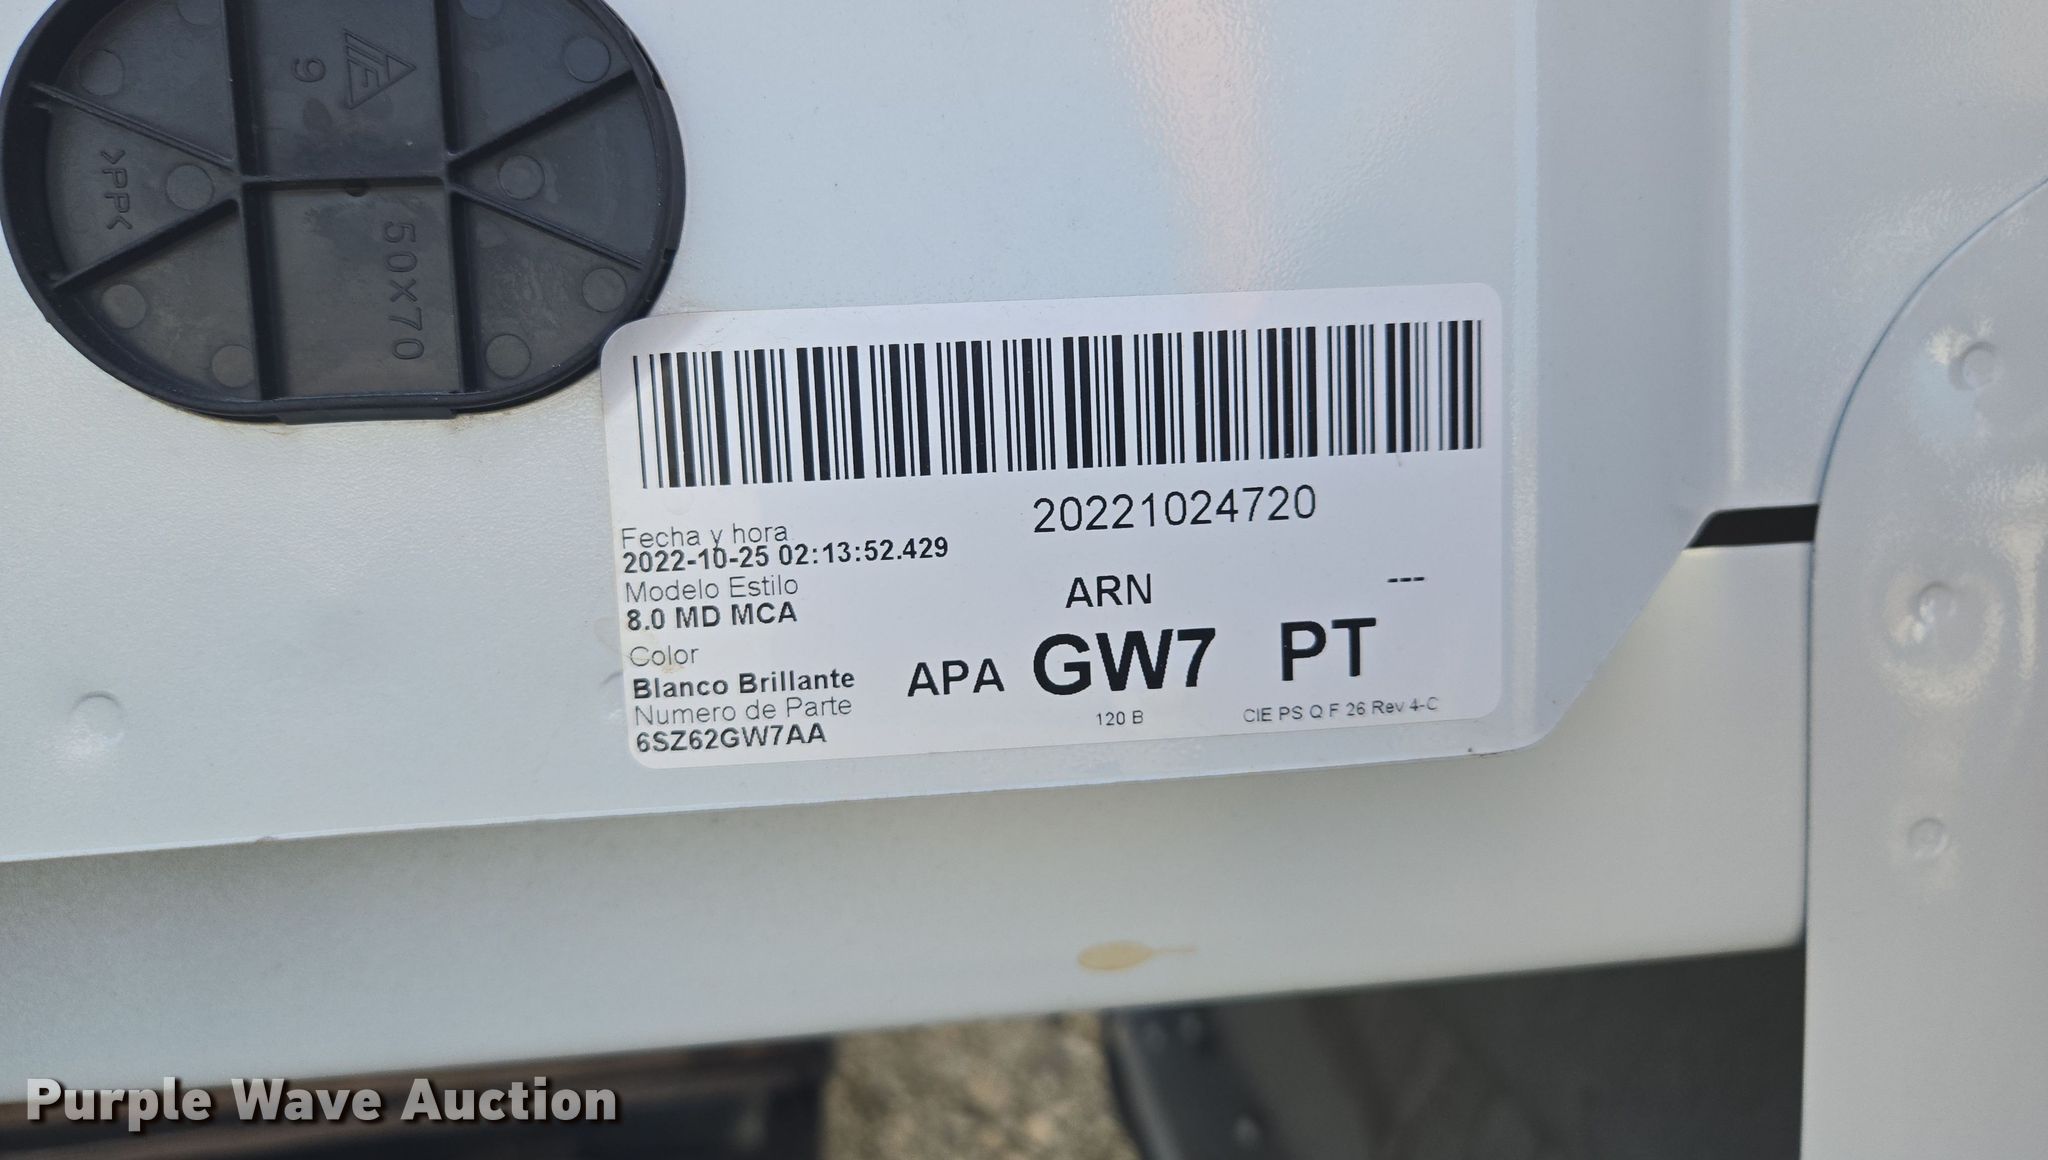 9
>PP<
50X70
20221024720
Fecha y hora
2022-10-25 02:13:52.429
Modelo Estilo
8.0 MD MCA
ARN
---
Color
Blanco Brillante
APA GW7 PT
Numero de Parte
6SZ62GW7AA
120 B
CIE PS Q F 26 Rev 4-C
Purple Wave Auction